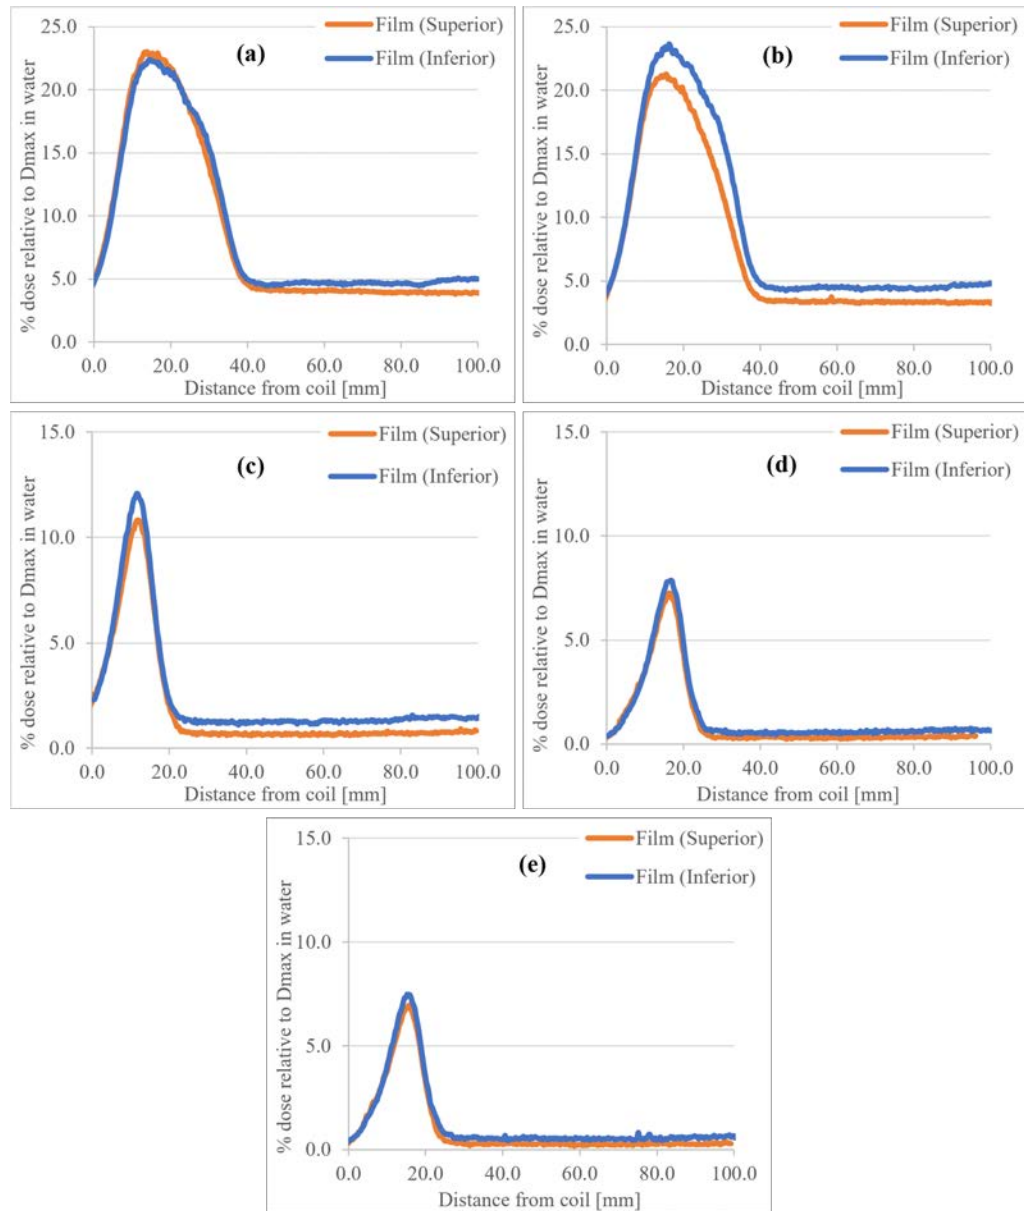 25.0
20.0
15.0
10.0
5.0
0.0
% dose relative to Dmax in water
(a)
Film (Superior)
Film (Inferior)
0.0 20.0 40.0 60.0 80.0 100.0
Distance from coil [mm]
25.0
20.0
15.0
10.0
5.0
0.0
% dose relative to Dmax in water
(b)
Film (Superior)
Film (Inferior)
0.0 20.0 40.0 60.0 80.0 100.0
Distance from coil [mm]
15.0
10.0
5.0
0.0
% dose relative to Dmax in water
(c)
Film (Superior)
Film (Inferior)
0.0 20.0 40.0 60.0 80.0 100.0
Distance from coil [mm]
15.0
10.0
5.0
0.0
% dose relative to Dmax in water
(d)
Film (Superior)
Film (Inferior)
0.0 20.0 40.0 60.0 80.0 100.0
Distance from coil [mm]
15.0
10.0
5.0
0.0
% dose relative to Dmax in water
(e)
Film (Superior)
Film (Inferior)
0.0 20.0 40.0 60.0 80.0 100.0
Distance from coil [mm]